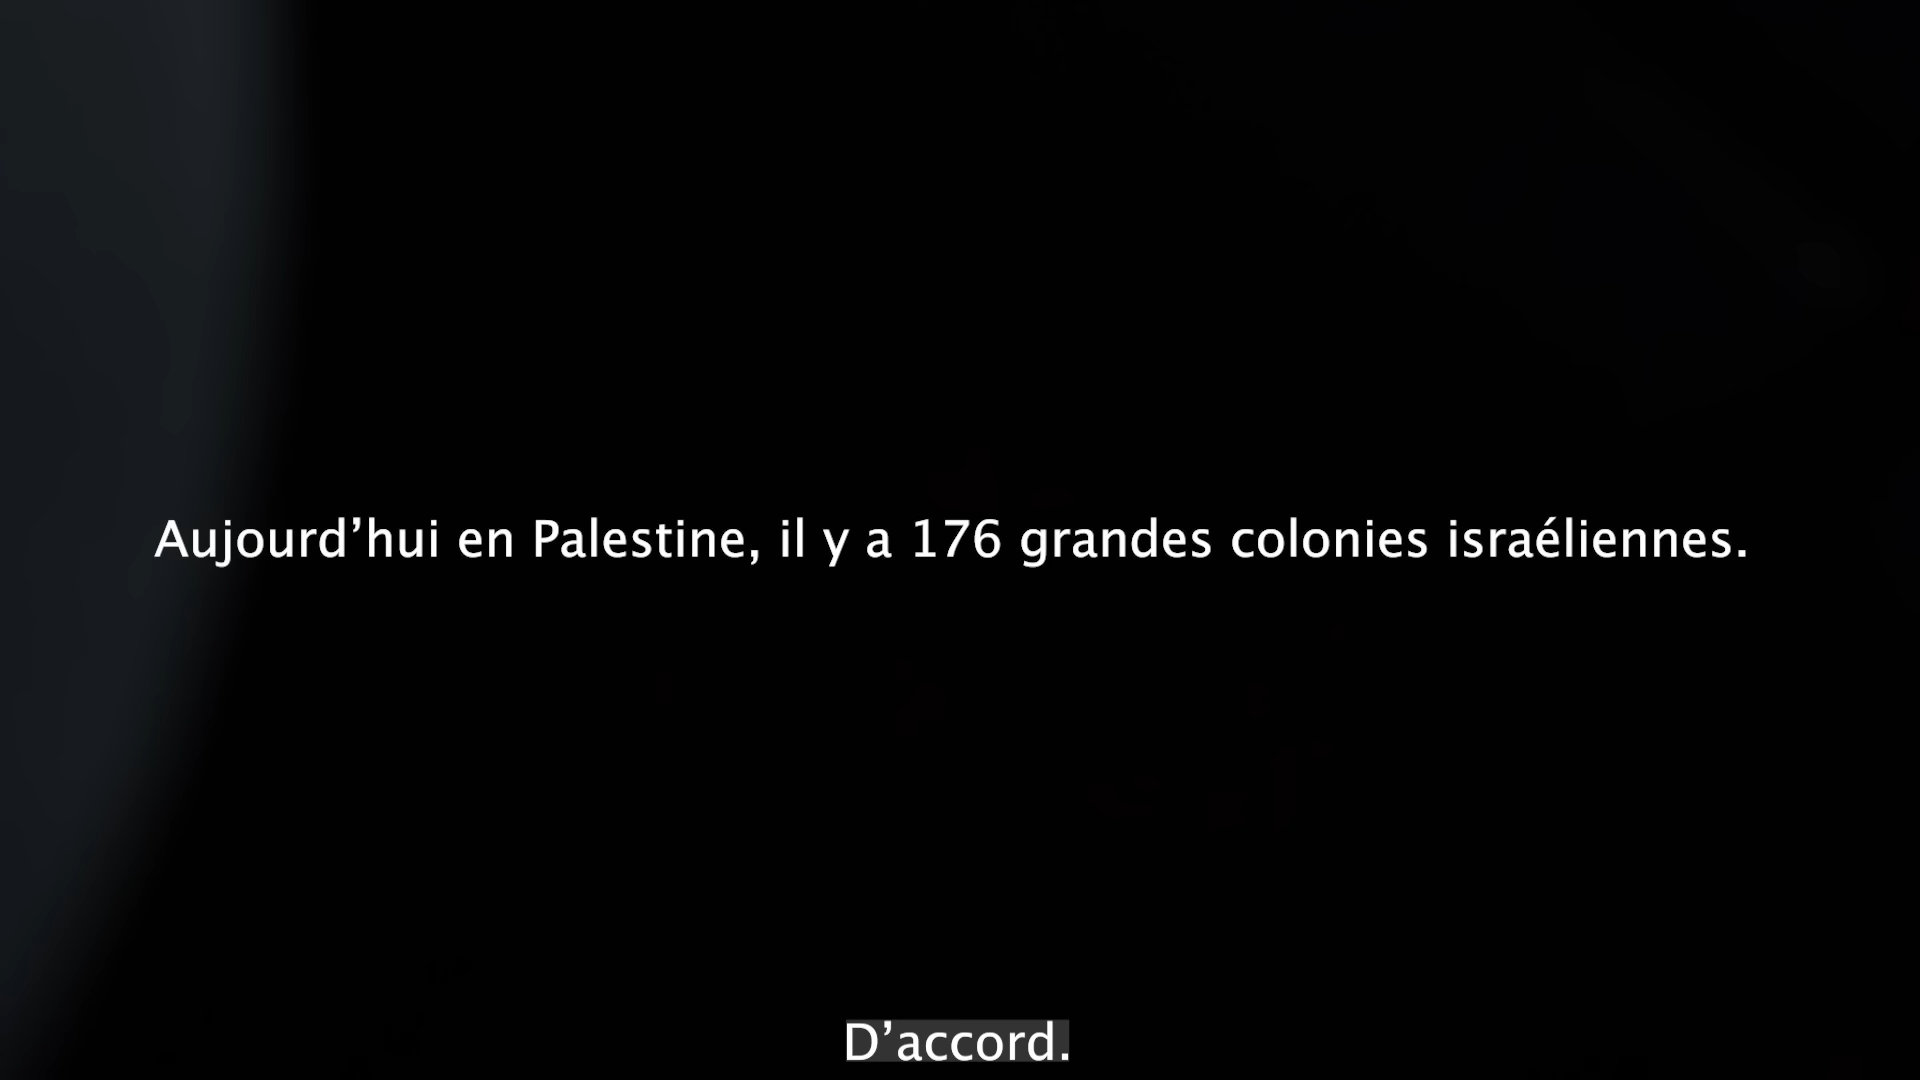 Aujourd’hui en Palestine, il y a 176 grandes colonies israéliennes.
D’accord.